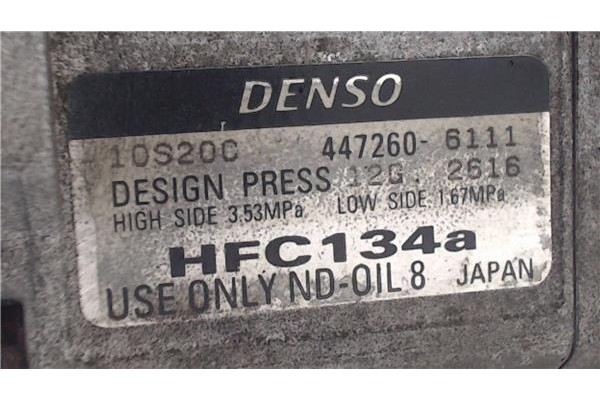 DENSO
10S20C 447260-6111
DESIGN PRESS 12G. 2616
HIGH SIDE 3.53MPa LOW SIDE 1.67MPa
HFC134a
USE ONLY ND-OIL 8 JAPAN